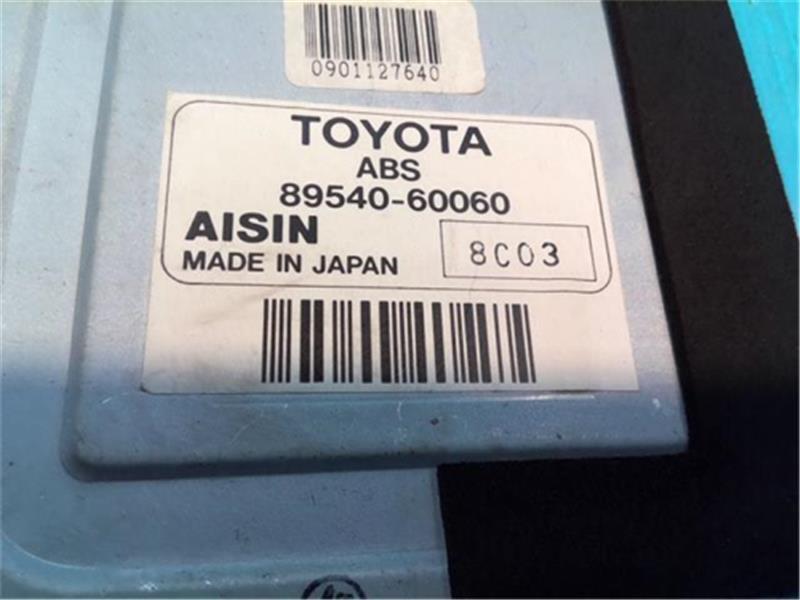 0901127640
TOYOTA
ABS
89540-60060
AISIN
MADE IN JAPAN
8C03